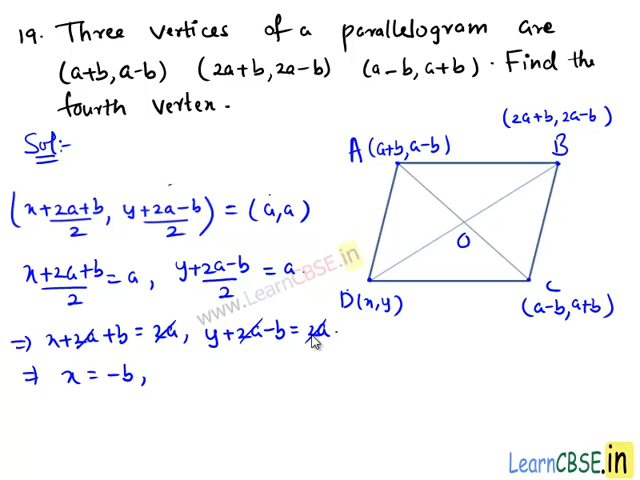 19. Three vertices of a parallelogram are
(a+b, a-b) (2a+b, 2a-b) (a-b, a+b). Find the
fourth vertex.
Sol:-
(2a+b, 2a-b)
A (a+b, a-b) B
(x+2a+b/2, y+2a-b/2) = (a,a)
O
x+2a+b/2 = a, y+2a-b/2 = a.
www.LearnCBSE.in
D(x,y) C
(a-b, a+b)
⇒ x+2a+b = 2a, y+2a-b = 2a.
⇒ x = -b,
LearnCBSE.in